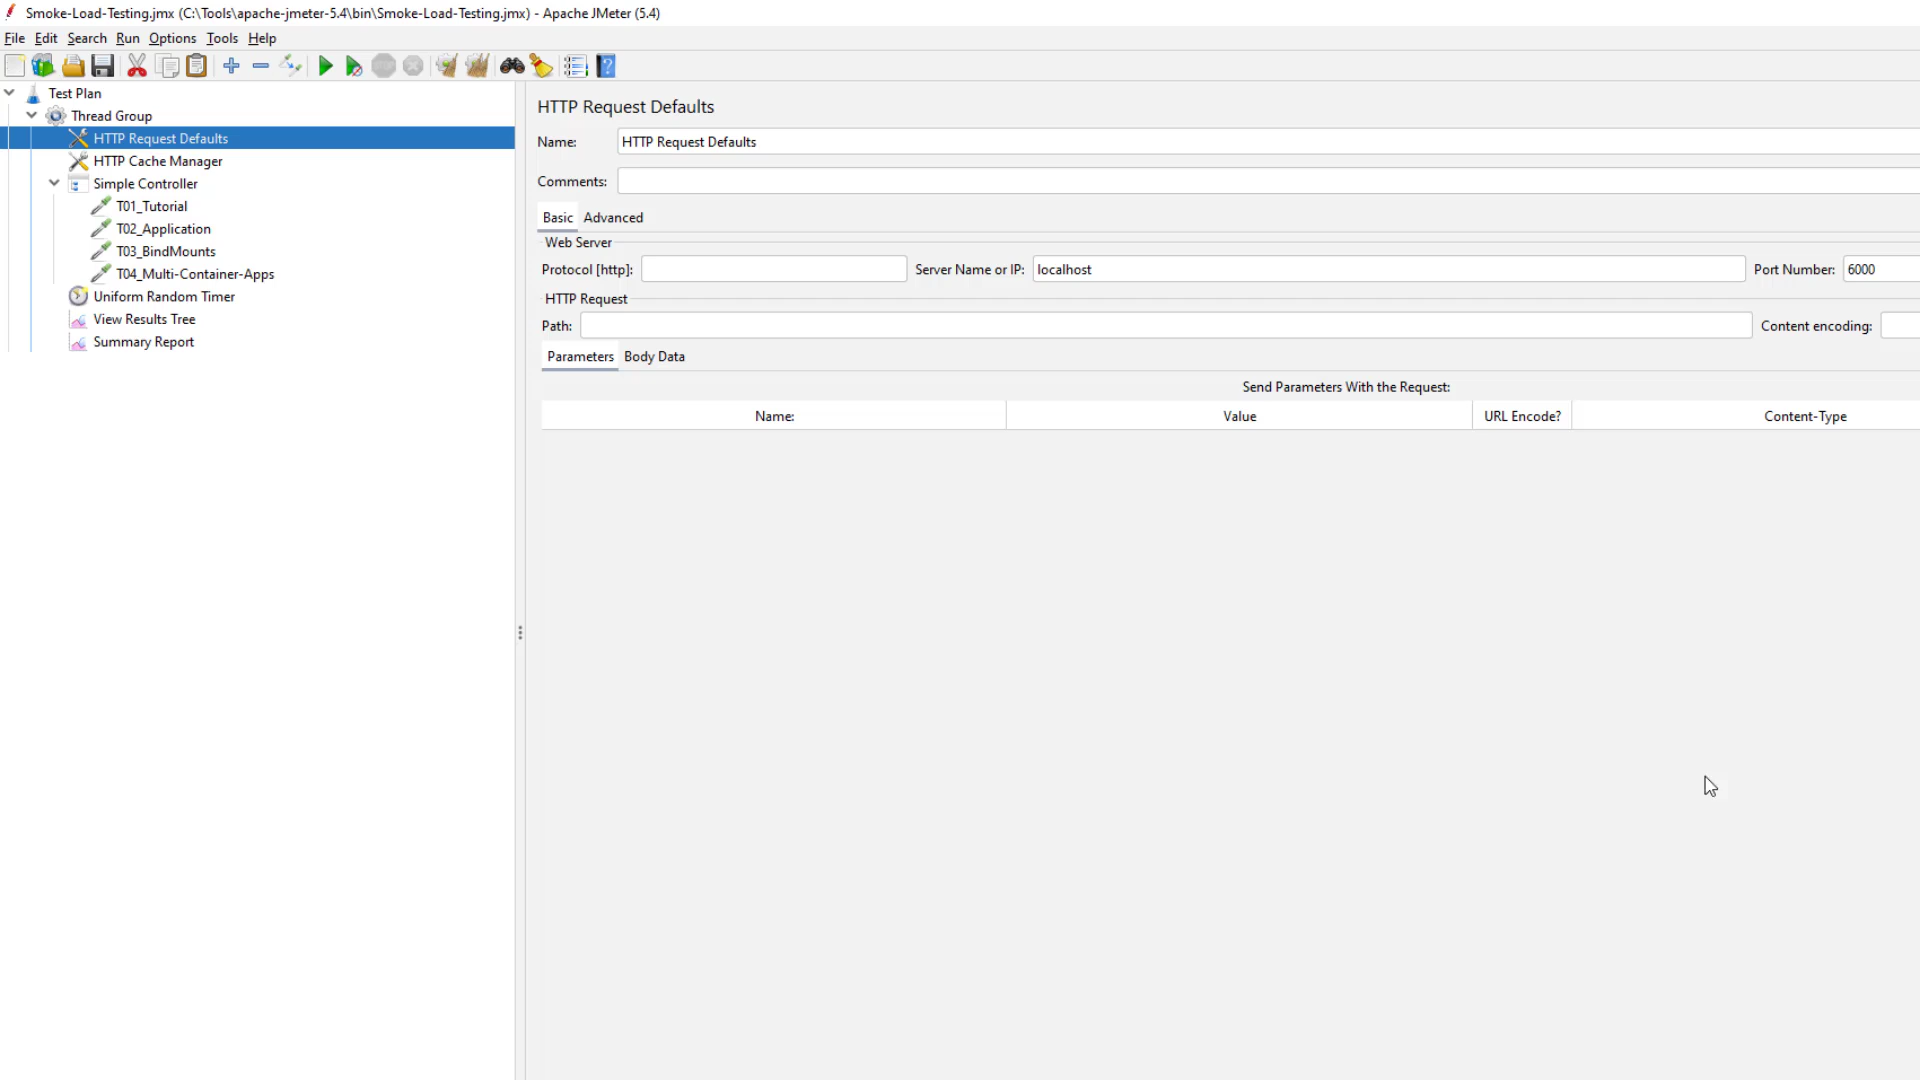 Smoke-Load-Testing.jmx (C:\Tools\apache-jmeter-5.4\bin\Smoke-Load-Testing.jmx) - Apache JMeter (5.4)
File Edit Search Run Options Tools Help
Test Plan
Thread Group
HTTP Request Defaults
HTTP Cache Manager
Simple Controller
T01_Tutorial
T02_Application
T03_BindMounts
T04_Multi-Container-Apps
Uniform Random Timer
View Results Tree
Summary Report
HTTP Request Defaults
Name: HTTP Request Defaults
Comments:
Basic Advanced
Web Server
Protocol [http]: Server Name or IP: localhost Port Number: 6000
HTTP Request
Path: Content encoding:
Parameters Body Data
Send Parameters With the Request:
Name: Value URL Encode? Content-Type